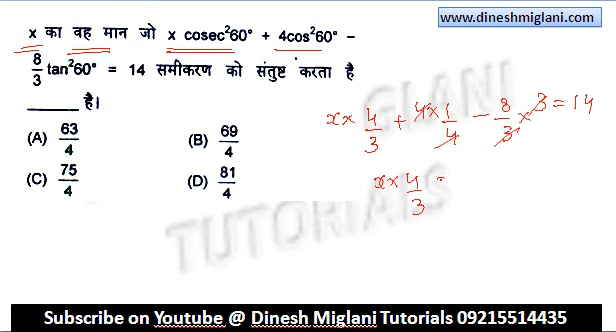 www.dineshmiglani.com
x का वह मान जो x cosec²60° + 4cos²60° –
8/3 tan²60° = 14 समीकरण को संतुष्ट करता है
______ है।
x × 4/3 + 4 × 1/4 – 8/3 × 3 = 14
(A) 63/4 (B) 69/4
(C) 75/4 (D) 81/4
x × 4/3 =
MIGLANI
TUTORIALS
Subscribe on Youtube @ Dinesh Miglani Tutorials 09215514435